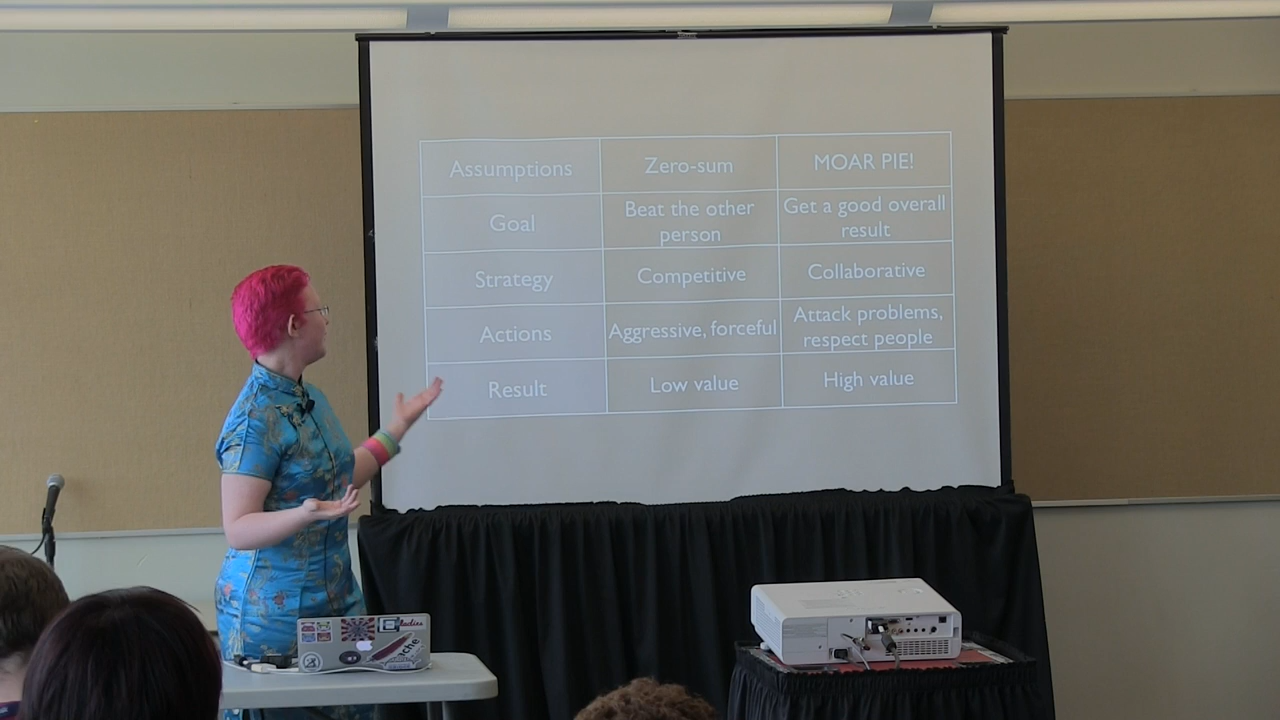 Assumptions Zero-sum MOAR PIE!
Goal Beat the other person Get a good overall result
Strategy Competitive Collaborative
Actions Aggressive, forceful Attack problems, respect people
Result Low value High value